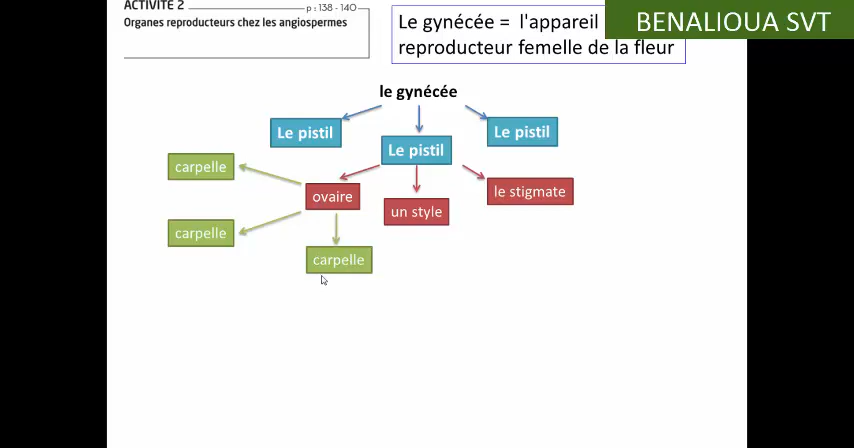 ACTIVITÉ 2
p : 138 - 140
Organes reproducteurs chez les angiospermes
Le gynécée = l'appareil
reproducteur femelle de la fleur
BENALIOUA SVT
le gynécée
Le pistil
Le pistil
Le pistil
carpelle
ovaire
le stigmate
un style
carpelle
carpelle